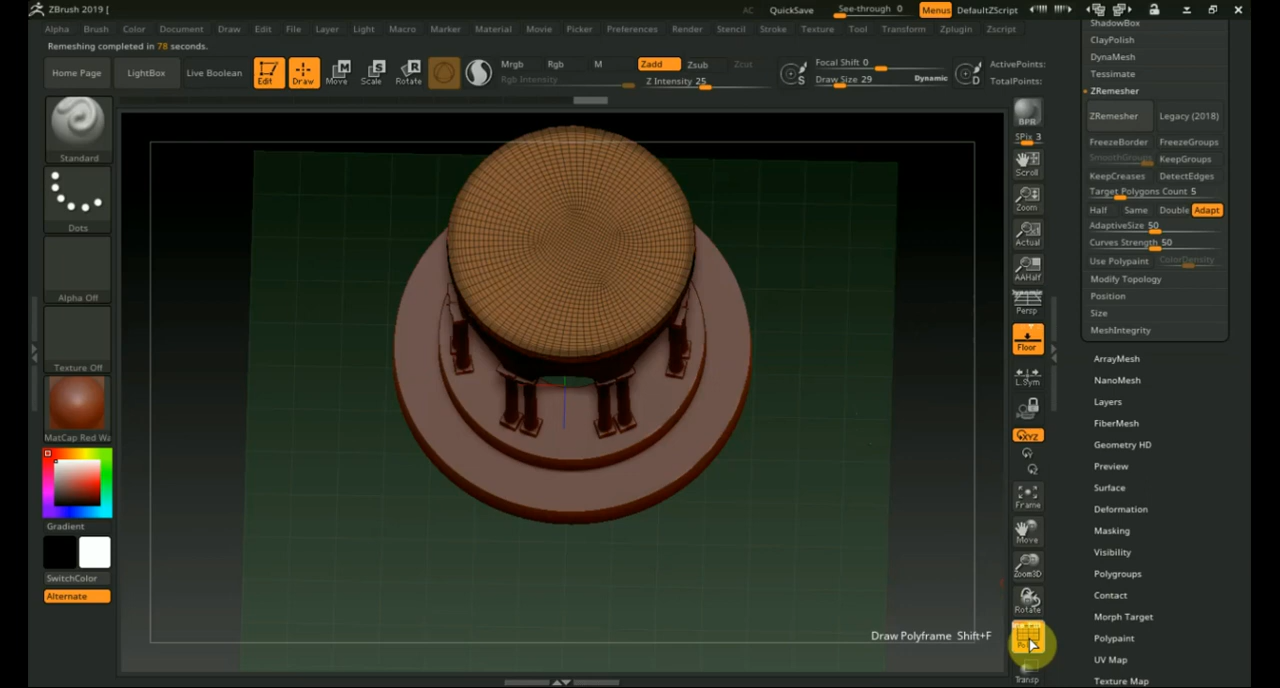 ZBrush 2019 [
AC QuickSave See-through 0 Menus DefaultZScript
Alpha Brush Color Document Draw Edit File Layer Light Macro Marker Material Movie Picker Preferences Render Stencil Stroke Texture Tool Transform Zplugin Zscript
Remeshing completed in 78 seconds.
Home Page LightBox Live Boolean Edit Draw Move Scale Rotate
Mrgb Rgb M Zadd Zsub Zcut
Rgb Intensity Z Intensity 25
Focal Shift 0
Draw Size 29 Dynamic
S D
ActivePoints:
TotalPoints:
Standard
Dots
Alpha Off
Texture Off
MatCap Red Wa
Gradient
SwitchColor
Alternate
BPR
SPix 3
Scroll
Zoom
Actual
AAHalf
Dynamic
Persp
Floor
L.Sym
XYZ
Frame
Move
Zoom3D
Rotate
Transp
Draw Polyframe Shift+F
ShadowBox
ClayPolish
DynaMesh
Tessimate
ZRemesher
ZRemesher Legacy (2018)
FreezeBorder FreezeGroups
SmoothGroups KeepGroups
KeepCreases DetectEdges
Target Polygons Count 5
Half Same Double Adapt
AdaptiveSize 50
Curves Strength 50
Use Polypaint ColorDensity
Modify Topology
Position
Size
MeshIntegrity
ArrayMesh
NanoMesh
Layers
FiberMesh
Geometry HD
Preview
Surface
Deformation
Masking
Visibility
Polygroups
Contact
Morph Target
Polypaint
UV Map
Texture Map